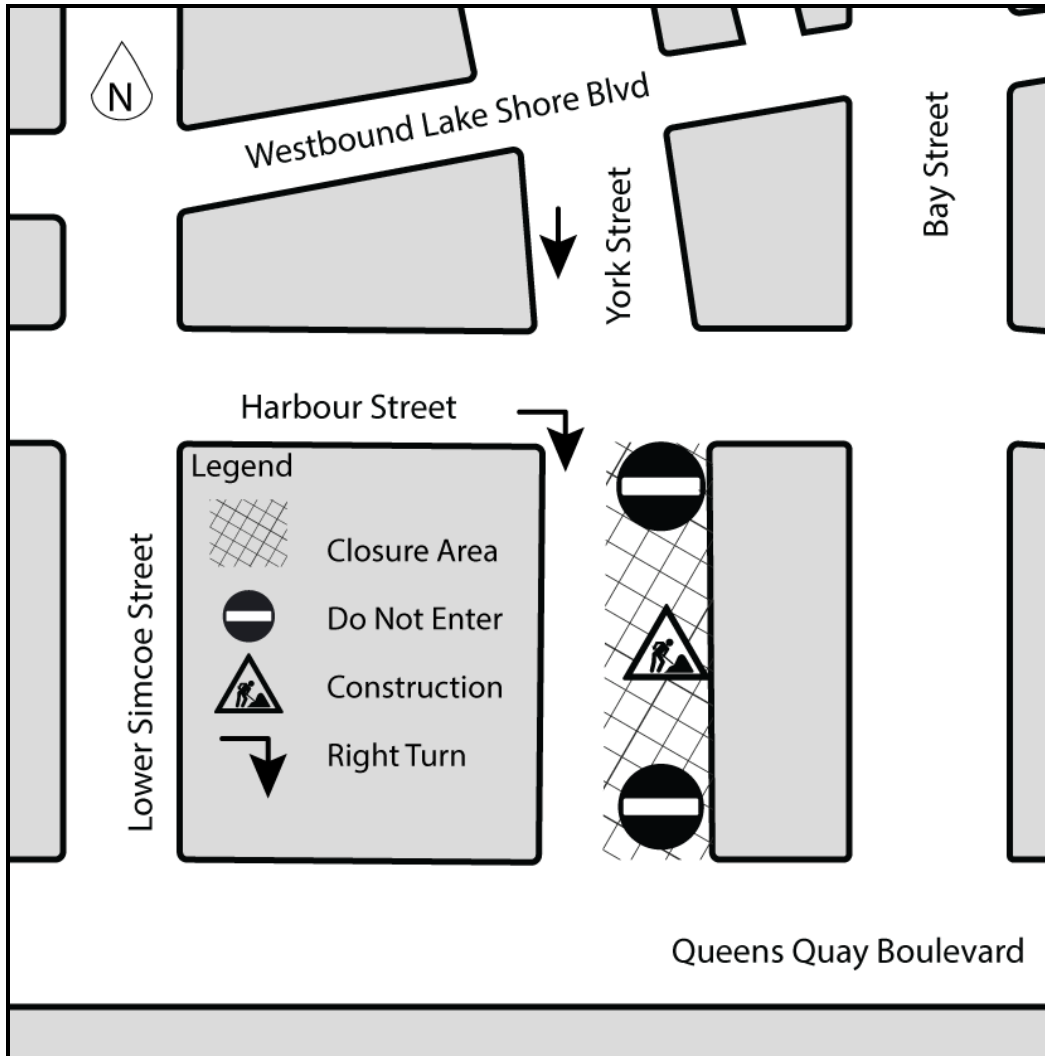 N
Westbound Lake Shore Blvd
Bay Street
York Street
Harbour Street
Legend
Closure Area
Do Not Enter
Construction
Right Turn
Lower Simcoe Street
Queens Quay Boulevard